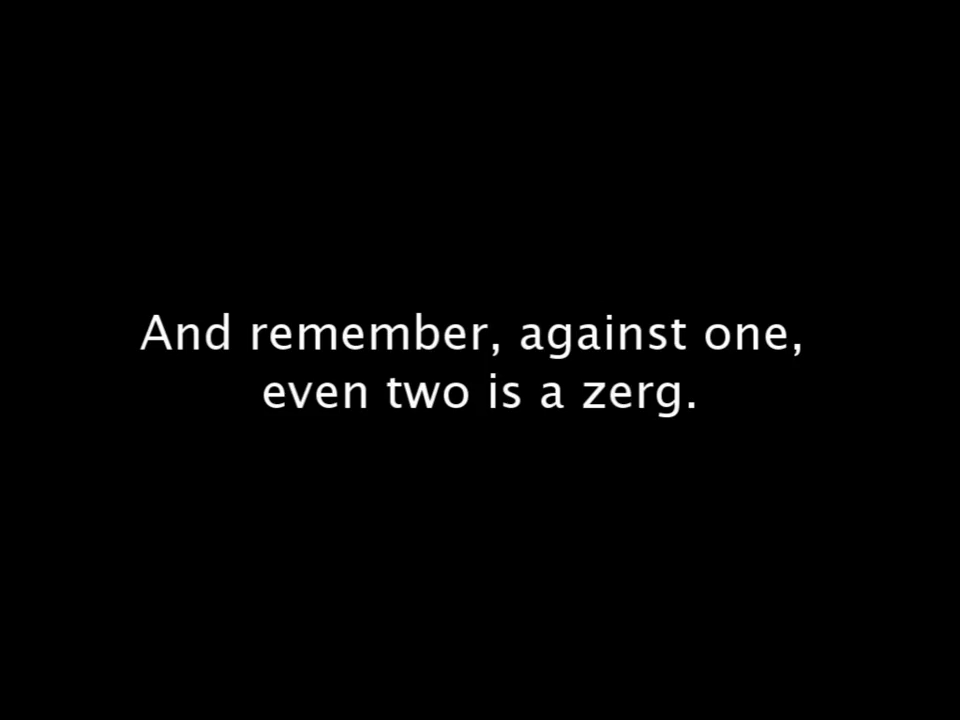 And remember, against one,
even two is a zerg.